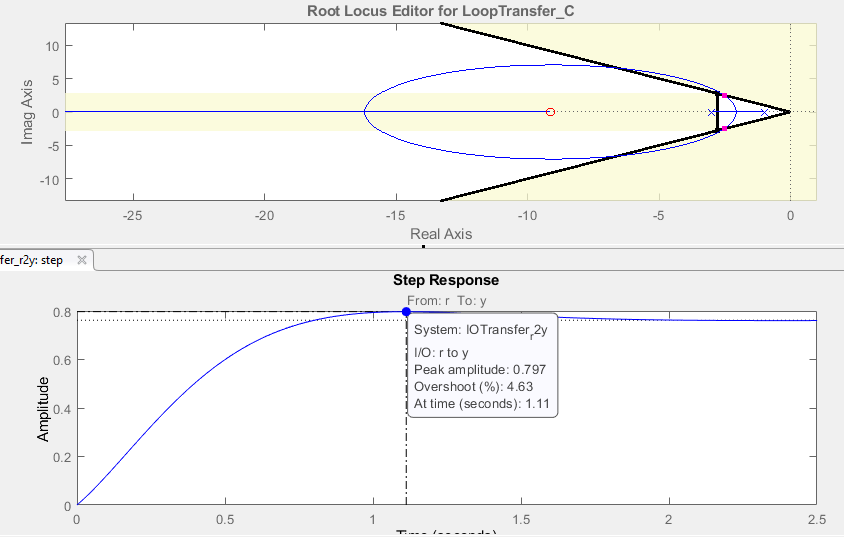 Root Locus Editor for LoopTransfer_C
10
5
0
-5
-10
Imag Axis
-25
-20
-15
-10
-5
0
Real Axis
fer_r2y: step
Step Response
From: r To: y
0.8
0.6
0.4
0.2
0
Amplitude
System: IOTransfer_r2y
I/O: r to y
Peak amplitude: 0.797
Overshoot (%): 4.63
At time (seconds): 1.11
0
0.5
1
1.5
2
2.5
Time (seconds)